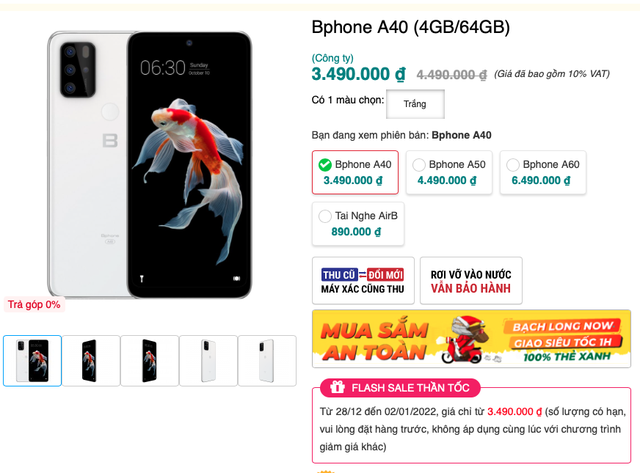 Bphone A40 (4GB/64GB)
(Công ty)
3.490.000 ₫ 4.490.000 ₫ (Giá đã bao gồm 10% VAT)
Có 1 màu chọn: Trắng
Bạn đang xem phiên bản: Bphone A40
Bphone A40
3.490.000 ₫
Bphone A50
4.490.000 ₫
Bphone A60
6.490.000 ₫
Tai Nghe AirB
890.000 ₫
THU CŨ=ĐỔI MỚI
MÁY XÁC CŨNG THU
RƠI VỠ VÀO NƯỚC
VẪN BẢO HÀNH
MUA SẮM
AN TOÀN
BẠCH LONG NOW
GIAO SIÊU TỐC 1H
100% THẺ XANH
FLASH SALE THẦN TỐC
Từ 28/12 đến 02/01/2022, giá chỉ từ 3.490.000 ₫ (số lượng có hạn,
vui lòng đặt hàng trước, không áp dụng cùng lúc với chương trình
giảm giá khác)
06:30
Sunday
October 10
B
Bphone
Trả góp 0%